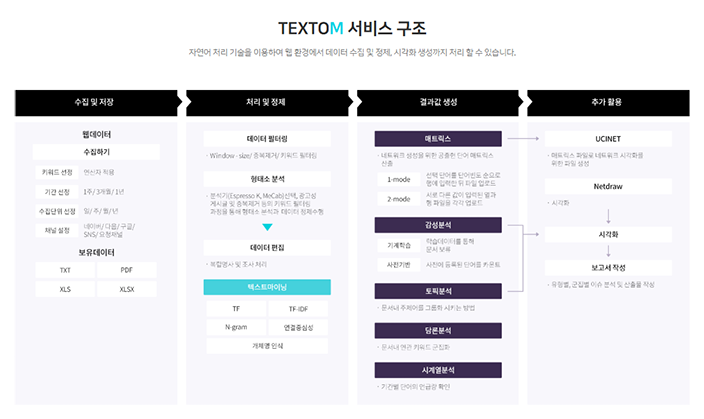 TEXTOM 서비스 구조
자연어 처리 기술을 이용하여 웹 환경에서 데이터 수집 및 정제, 시각화 생성까지 처리 할 수 있습니다.
수집 및 저장
웹데이터
수집하기
키워드 선정 연산자 적용
기간 선정 1주/ 3개월/ 1년
수집단위 선정 일/ 주/ 월/ 년
채널 설정 네이버/ 다음/ 구글/
SNS/ 요청채널
보유데이터
TXT PDF
XLS XLSX
처리 및 정제
데이터 필터링
· Window - size/ 중복제거/ 키워드 필터링
형태소 분석
· 분석기(Espresso K, MeCab)선택, 광고성
게시글 및 중복제거 등의 키워드 필터링
과정을 통해 형태소 분석과 데이터 정제수행
데이터 편집
· 복합명사 및 조사 처리
텍스트마이닝
TF TF-IDF
N-gram 연결중심성
개체명 인식
결과값 생성
매트릭스
· 네트워크 생성을 위한 공출현 단어 매트릭스
산출
1-mode 선택 단어를 단어빈도 순으로
행에 입력한 뒤 파일 업로드
2-mode 서로 다른 값이 입력된 열과
행 파일을 각각 업로드
감성분석
기계학습 학습데이터를 통해
문서 분류
사전기반 사전에 등록된 단어를 카운트
토픽분석
· 문서내 주제어를 그룹화 시키는 방법
담론분석
· 문서내 연관 키워드 군집화
시계열분석
· 기간별 단어의 언급량 확인
추가 활용
UCINET
· 매트릭스 파일로 네트워크 시각화를
위한 파일 생성
Netdraw
· 시각화
시각화
보고서 작성
· 유형별, 군집별 이슈 분석 및 산출물 작성